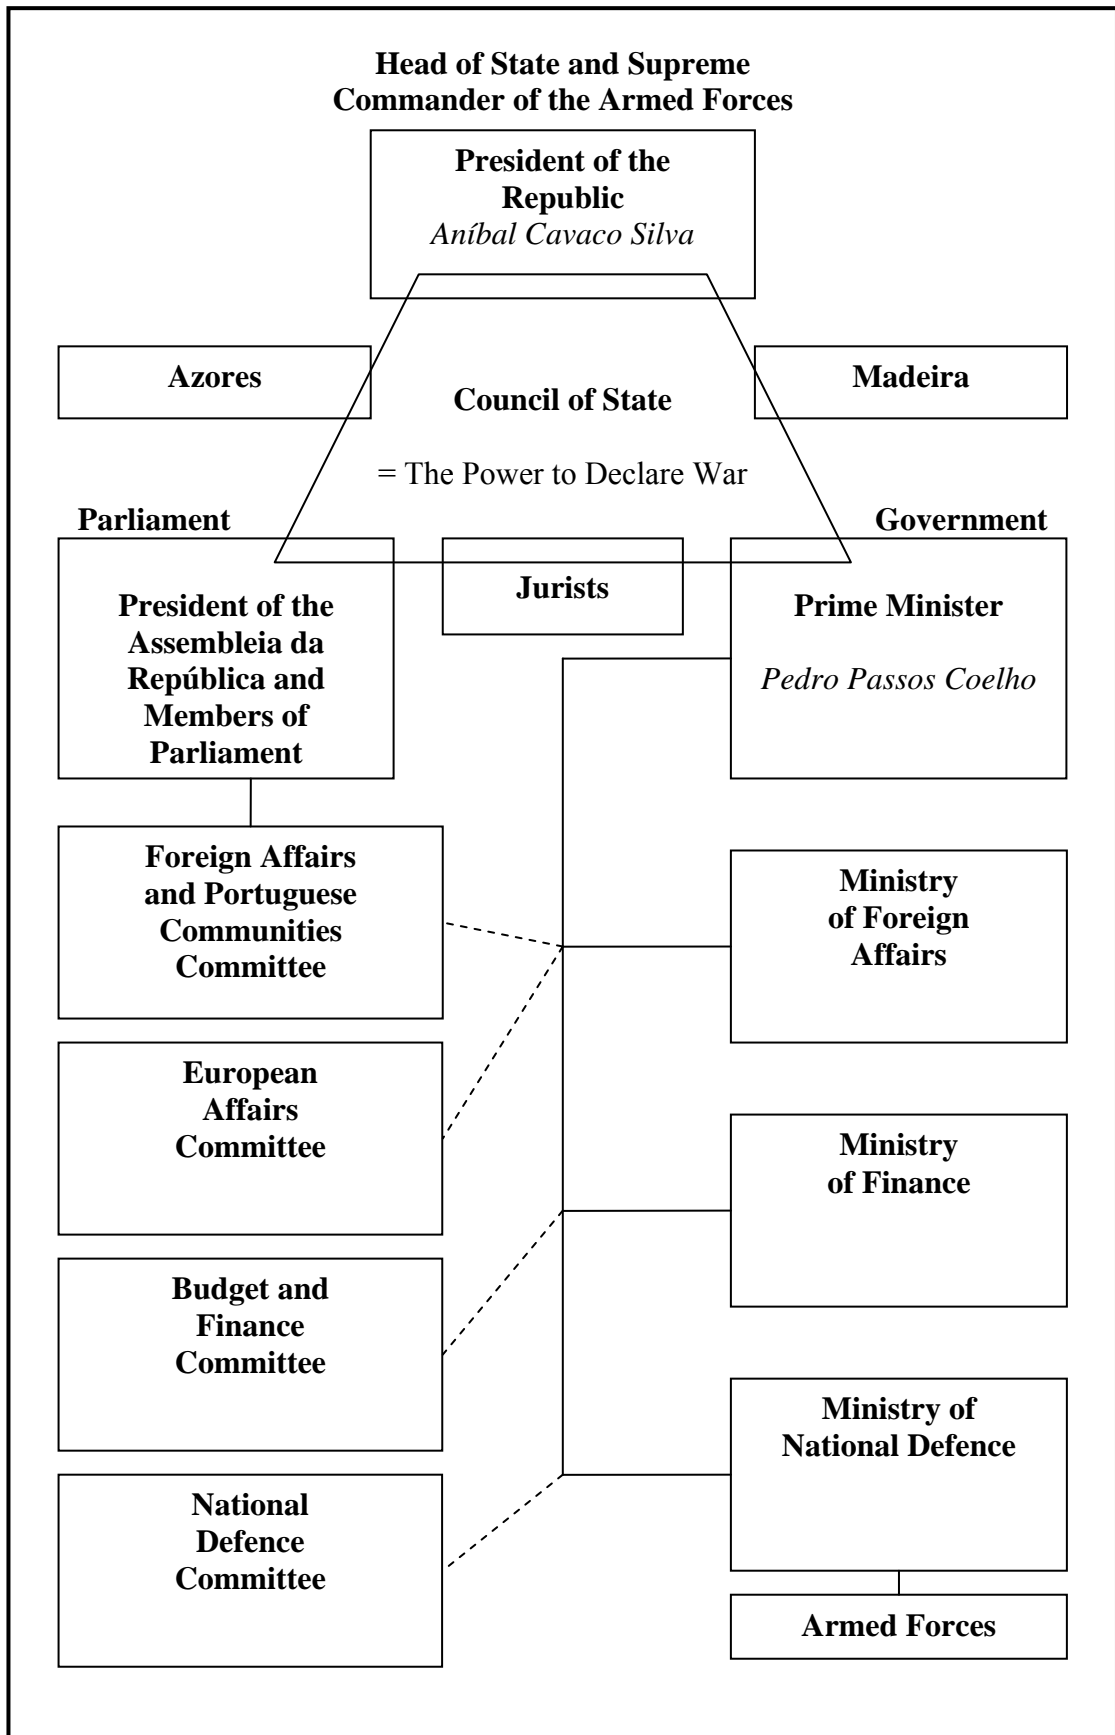 Head of State and Supreme
Commander of the Armed Forces
President of the
Republic
Aníbal Cavaco Silva
Azores
Madeira
Council of State
= The Power to Declare War
Parliament
Government
President of the
Assembleia da
República and
Members of
Parliament
Jurists
Prime Minister
Pedro Passos Coelho
Foreign Affairs
and Portuguese
Communities
Committee
Ministry
of Foreign
Affairs
European
Affairs
Committee
Ministry
of Finance
Budget and
Finance
Committee
Ministry of
National Defence
National
Defence
Committee
Armed Forces